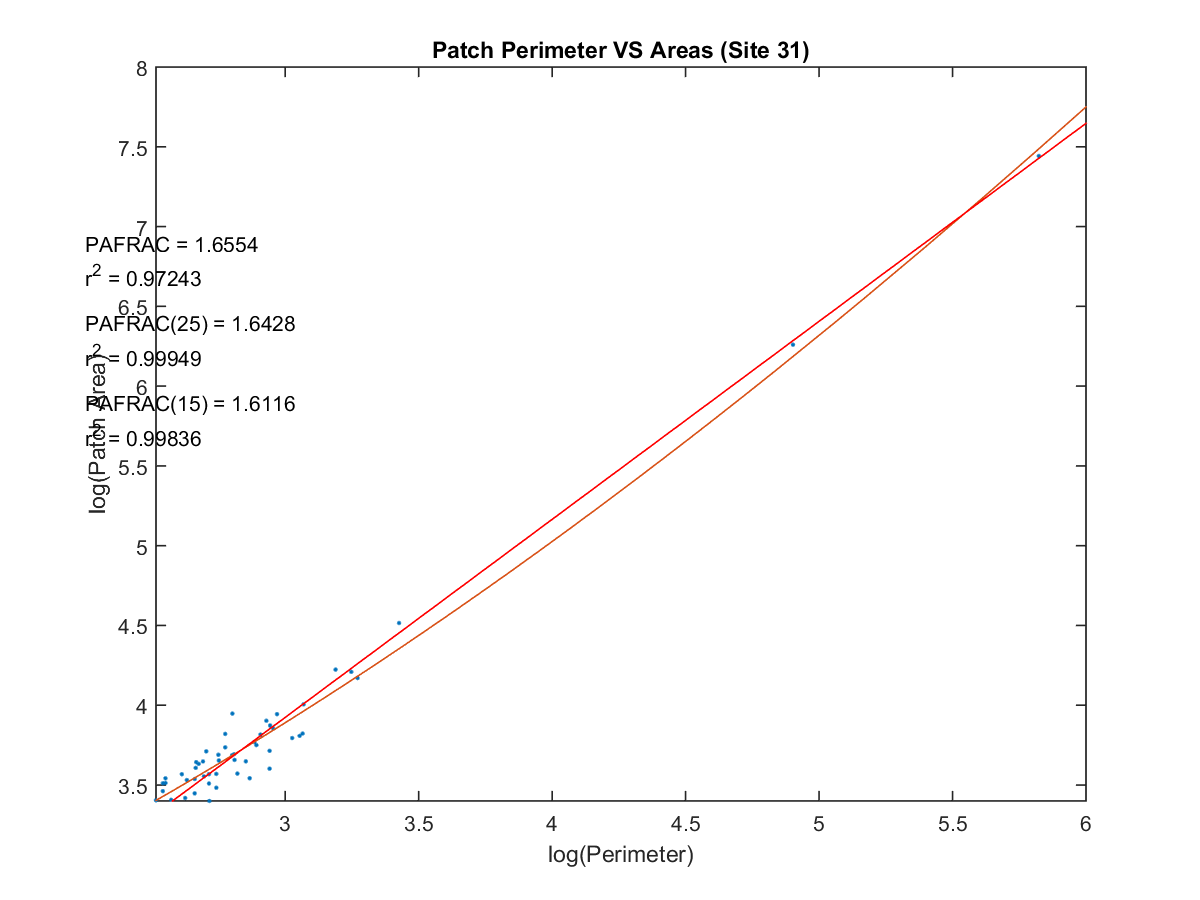 Patch Perimeter VS Areas (Site 31)
8
7.5
7
PAFRAC = 1.6554
r2 = 0.97243
6.5
PAFRAC(25) = 1.6428
r2 = 0.99949
6
PAFRAC(15) = 1.6116
r2 = 0.99836
log(Patch Area)
5.5
5
4.5
4
3.5
3 3.5 4 4.5 5 5.5 6
log(Perimeter)